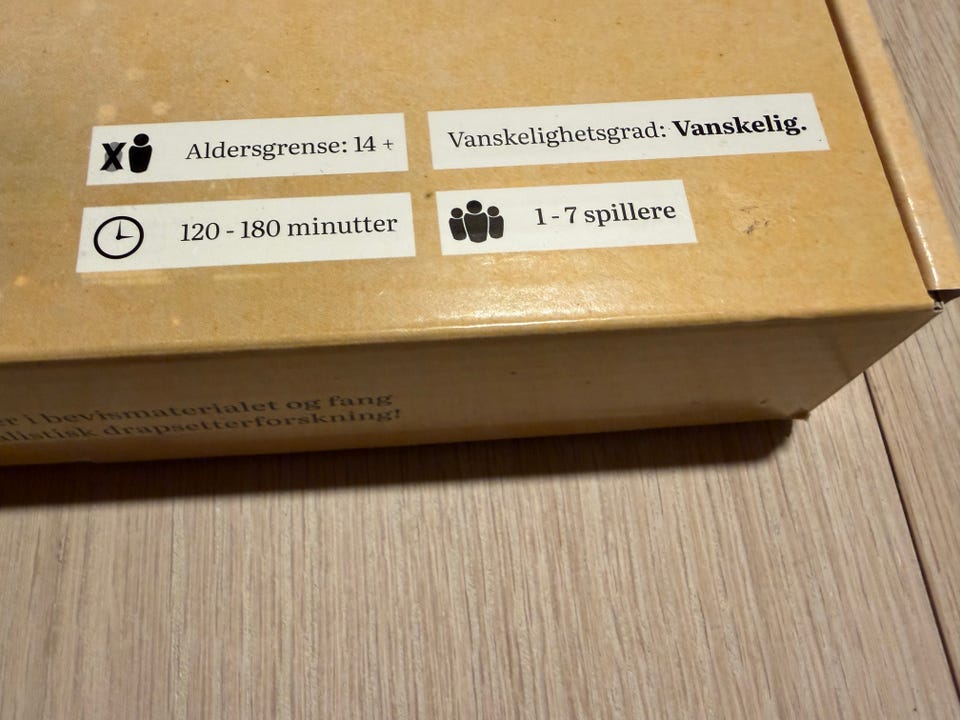 Aldersgrense: 14 +
Vanskelighetsgrad: Vanskelig.
120 - 180 minutter
1 - 7 spillere
i bevismaterialet og fang
drapsetterforskning!